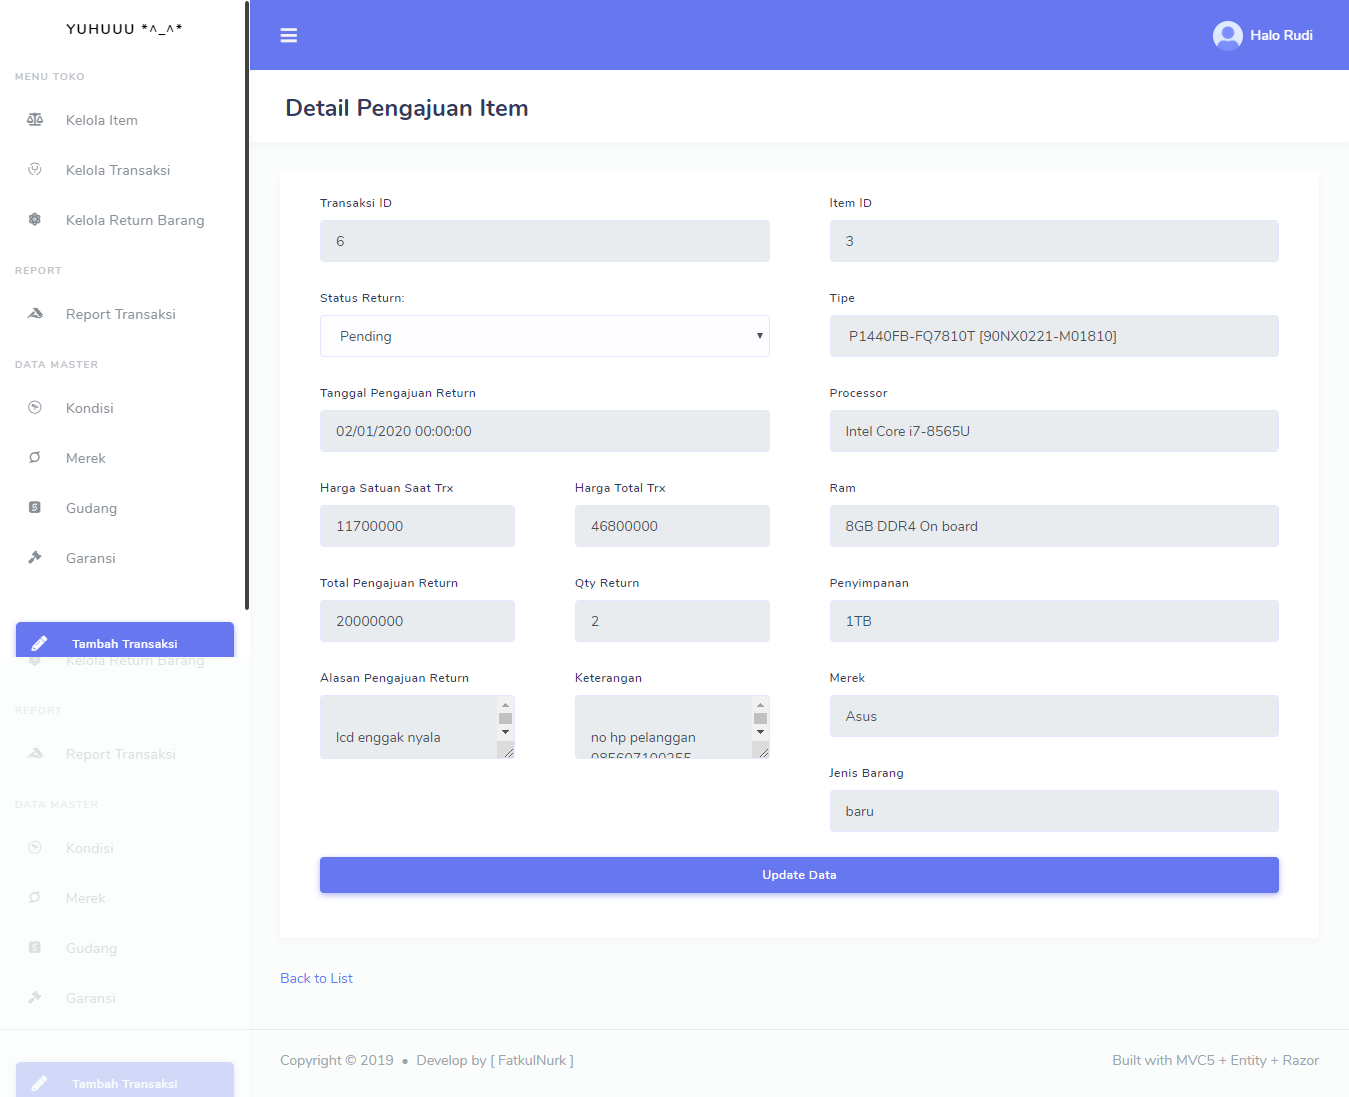 YUHUUU *^_^*
MENU TOKO
Kelola Item
Kelola Transaksi
Kelola Return Barang
REPORT
Report Transaksi
DATA MASTER
Kondisi
Merek
Gudang
Garansi
Tambah Transaksi
Kelola Return Barang
REPORT
Report Transaksi
DATA MASTER
Kondisi
Merek
Gudang
Garansi
Tambah Transaksi
Halo Rudi
Detail Pengajuan Item
Transaksi ID
6
Status Return:
Pending
Tanggal Pengajuan Return
02/01/2020 00:00:00
Harga Satuan Saat Trx
11700000
Harga Total Trx
46800000
Total Pengajuan Return
20000000
Qty Return
2
Alasan Pengajuan Return
lcd enggak nyala
Keterangan
no hp pelanggan
085607100255
Item ID
3
Tipe
P1440FB-FQ7810T [90NX0221-M01810]
Processor
Intel Core i7-8565U
Ram
8GB DDR4 On board
Penyimpanan
1TB
Merek
Asus
Jenis Barang
baru
Update Data
Back to List
Copyright © 2019 • Develop by [ FatkulNurk ]
Built with MVC5 + Entity + Razor